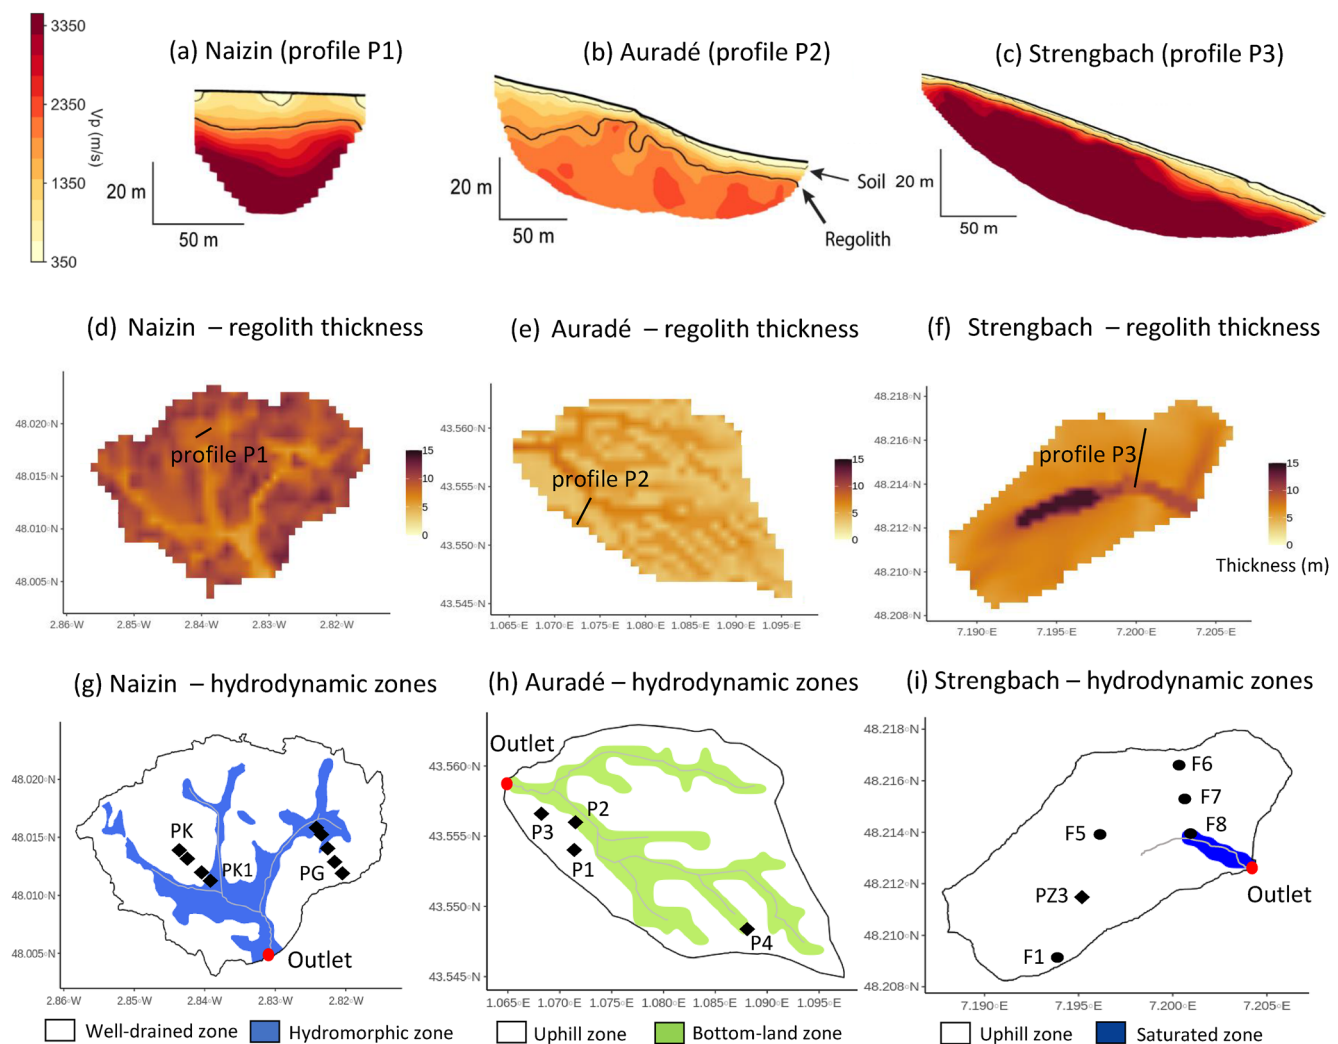 (a) Naizin (profile P1)
(b) Auradé (profile P2)
(c) Strengbach (profile P3)
3350
2350
1350
350
Vp (m/s)
20 m
50 m
20 m
50 m
Soil
Regolith
20 m
50 m
(d) Naizin – regolith thickness
(e) Auradé – regolith thickness
(f) Strengbach – regolith thickness
48.020°N
48.015°N
48.010°N
48.005°N
2.86°W
2.85°W
2.84°W
2.83°W
2.82°W
profile P1
15
10
5
0
43.560°N
43.555°N
43.550°N
43.545°N
1.065°E
1.070°E
1.075°E
1.080°E
1.085°E
1.090°E
1.095°E
profile P2
15
10
5
0
48.218°N
48.216°N
48.214°N
48.212°N
48.210°N
48.208°N
7.190°E
7.195°E
7.200°E
7.205°E
profile P3
15
10
5
0
Thickness (m)
(g) Naizin – hydrodynamic zones
(h) Auradé – hydrodynamic zones
(i) Strengbach – hydrodynamic zones
48.020°N
48.015°N
48.010°N
48.005°N
2.86°W
2.85°W
2.84°W
2.83°W
2.82°W
PK
PK1
PG
Outlet
Well-drained zone
Hydromorphic zone
43.560°N
43.555°N
43.550°N
43.545°N
1.065°E
1.070°E
1.075°E
1.080°E
1.085°E
1.090°E
1.095°E
Outlet
P3
P2
P1
P4
Uphill zone
Bottom-land zone
48.218°N
48.216°N
48.214°N
48.212°N
48.210°N
48.208°N
7.190°E
7.195°E
7.200°E
7.205°E
F6
F7
F5
F8
PZ3
Outlet
F1
Uphill zone
Saturated zone